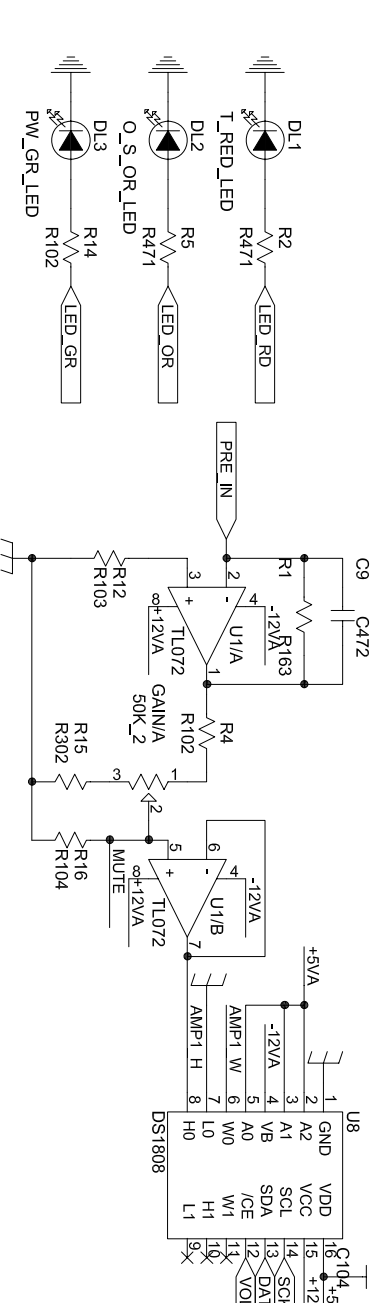 DL1
T_RED_LED
R2
R471
LED_RD
DL2
O_S_OR_LED
R5
R471
LED_OR
DL3
PW_GR_LED
R14
R102
LED_GR
PRE_IN
C9
C472
R1
R163
2
-
3
+
4
-12VA
8
+12VA
1
U1/A
TL072
R12
R103
R4
R102
GAIN/A
50K_2
1
3
2
R15
R302
R16
R104
MUTE
6
-
5
+
4
-12VA
8
+12VA
7
U1/B
TL072
+5VA
-12VA
AMP1_W
AMP1_H
U8
DS1808
1
GND
2
A2
3
A1
4
VB
5
A0
6
W0
7
L0
8
H0
VDD
16
VCC
15
SCL
14
SDA
13
/CE
12
W1
11
H1
10
L1
9
C104
+5
+12
SCK
DAT
VOL